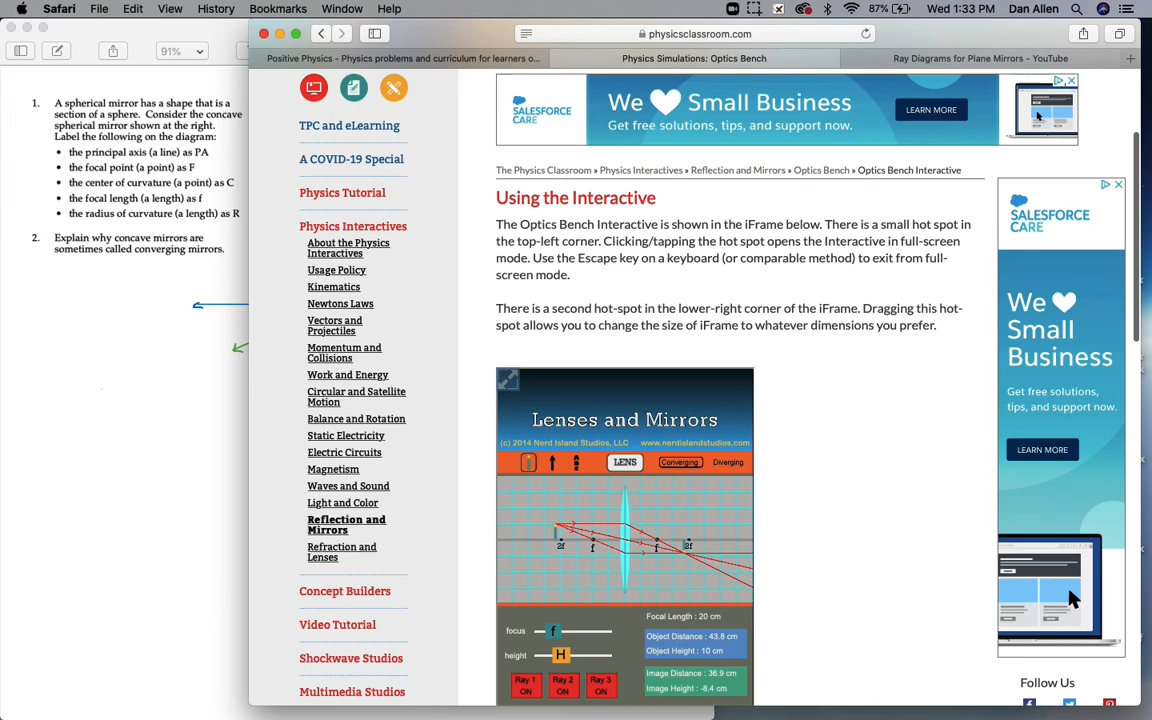 Safari File Edit View History Bookmarks Window Help 87% Wed 1:33 PM Dan Allen
physicsclassroom.com
91%
Positive Physics - Physics problems and curriculum for learners o... Physics Simulations: Optics Bench Ray Diagrams for Plane Mirrors - YouTube
1. A spherical mirror has a shape that is a
section of a sphere. Consider the concave
spherical mirror shown at the right.
Label the following on the diagram:
• the principal axis (a line) as PA
• the focal point (a point) as F
• the center of curvature (a point) as C
• the focal length (a length) as f
• the radius of curvature (a length) as R
2. Explain why concave mirrors are
sometimes called converging mirrors.
TPC and eLearning
A COVID-19 Special
Physics Tutorial
Physics Interactives
About the Physics
Interactives
Usage Policy
Kinematics
Newtons Law
Vectors and
Projectiles
Momentum and
Collisions
Work and Energy
Circular and Satellite
Motion
Balance and Rotation
Static Electricity
Electric Circuits
Magnetism
Waves and Sound
Light and Color
Reflection and
Mirrors
Refraction and
Lenses
Concept Builders
Video Tutorial
Shockwave Studios
Multimedia Studios
SALESFORCE
CARE
We Small Business
Get free solutions, tips, and support now.
LEARN MORE
The Physics Classroom » Physics Interactives » Reflection and Mirrors » Optics Bench » Optics Bench Interactive
Using the Interactive
The Optics Bench Interactive is shown in the iFrame below. There is a small hot spot in
the top-left corner. Clicking/tapping the hot spot opens the Interactive in full-screen
mode. Use the Escape key on a keyboard (or comparable method) to exit from full-
screen mode.
There is a second hot-spot in the lower-right corner of the iFrame. Dragging this hot-
spot allows you to change the size of iFrame to whatever dimensions you prefer.
Lenses and Mirrors
(c) 2014 Nerd Island Studios, LLC www.nerdislandstudios.com
LENS Converging Diverging
2f f f 2f
Focal Length : 20 cm
focus f
Object Distance : 43.8 cm
Object Height : 10 cm
height H
Image Distance : 36.9 cm
Image Height : -8.4 cm
Ray 1 Ray 2 Ray 3
ON ON ON
SALESFORCE
CARE
We
Small
Business
Get free solutions,
tips, and support now.
LEARN MORE
Follow Us